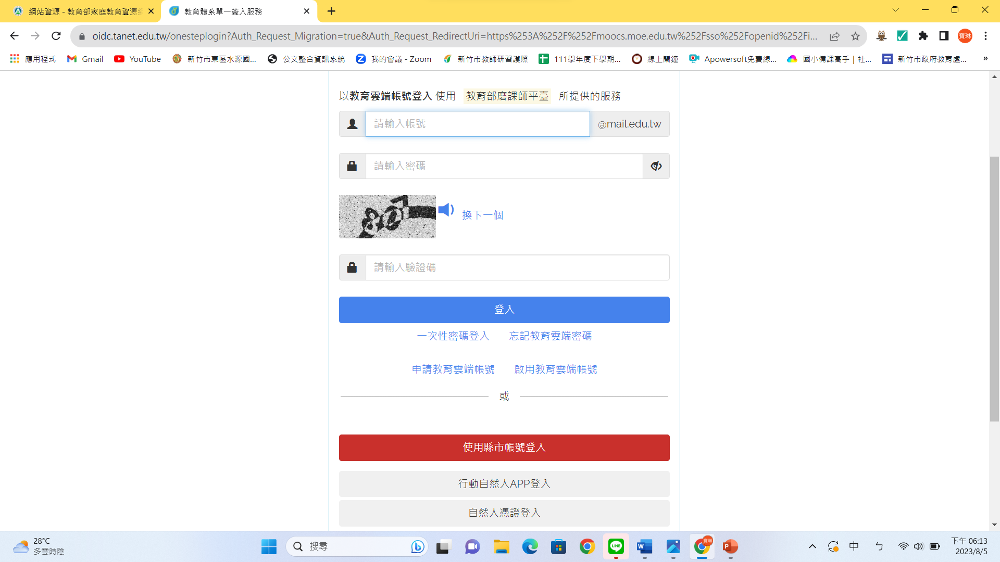 網站資源 - 教育部家庭教育資源網
教育體系單一簽入服務
oidc.tanet.edu.tw/onesteplogin?Auth_Request_Migration=true&Auth_Request_RedirectUri=https%253A%252F%252Fmoocs.moe.edu.tw%252Fsso%252Fopenid%252Fi...
寶琳
應用程式
Gmail
YouTube
新竹市東區水源國...
公文整合資訊系統
我的會議 - Zoom
新竹市教師研習護照
111學年度下學期...
線上鬧鐘
Apowersoft免費線...
國小備課高手 | 社...
新竹市政府教育處...
»
以教育雲端帳號登入 使用 教育部磨課師平臺 所提供的服務
請輸入帳號
@mail.edu.tw
請輸入密碼
換下一個
請輸入驗證碼
登入
一次性密碼登入 忘記教育雲端密碼
申請教育雲端帳號 啟用教育雲端帳號
或
使用縣市帳號登入
行動自然人APP登入
自然人憑證登入
28°C
多雲時陰
搜尋
中
ㄅ
下午 06:13
2023/8/5